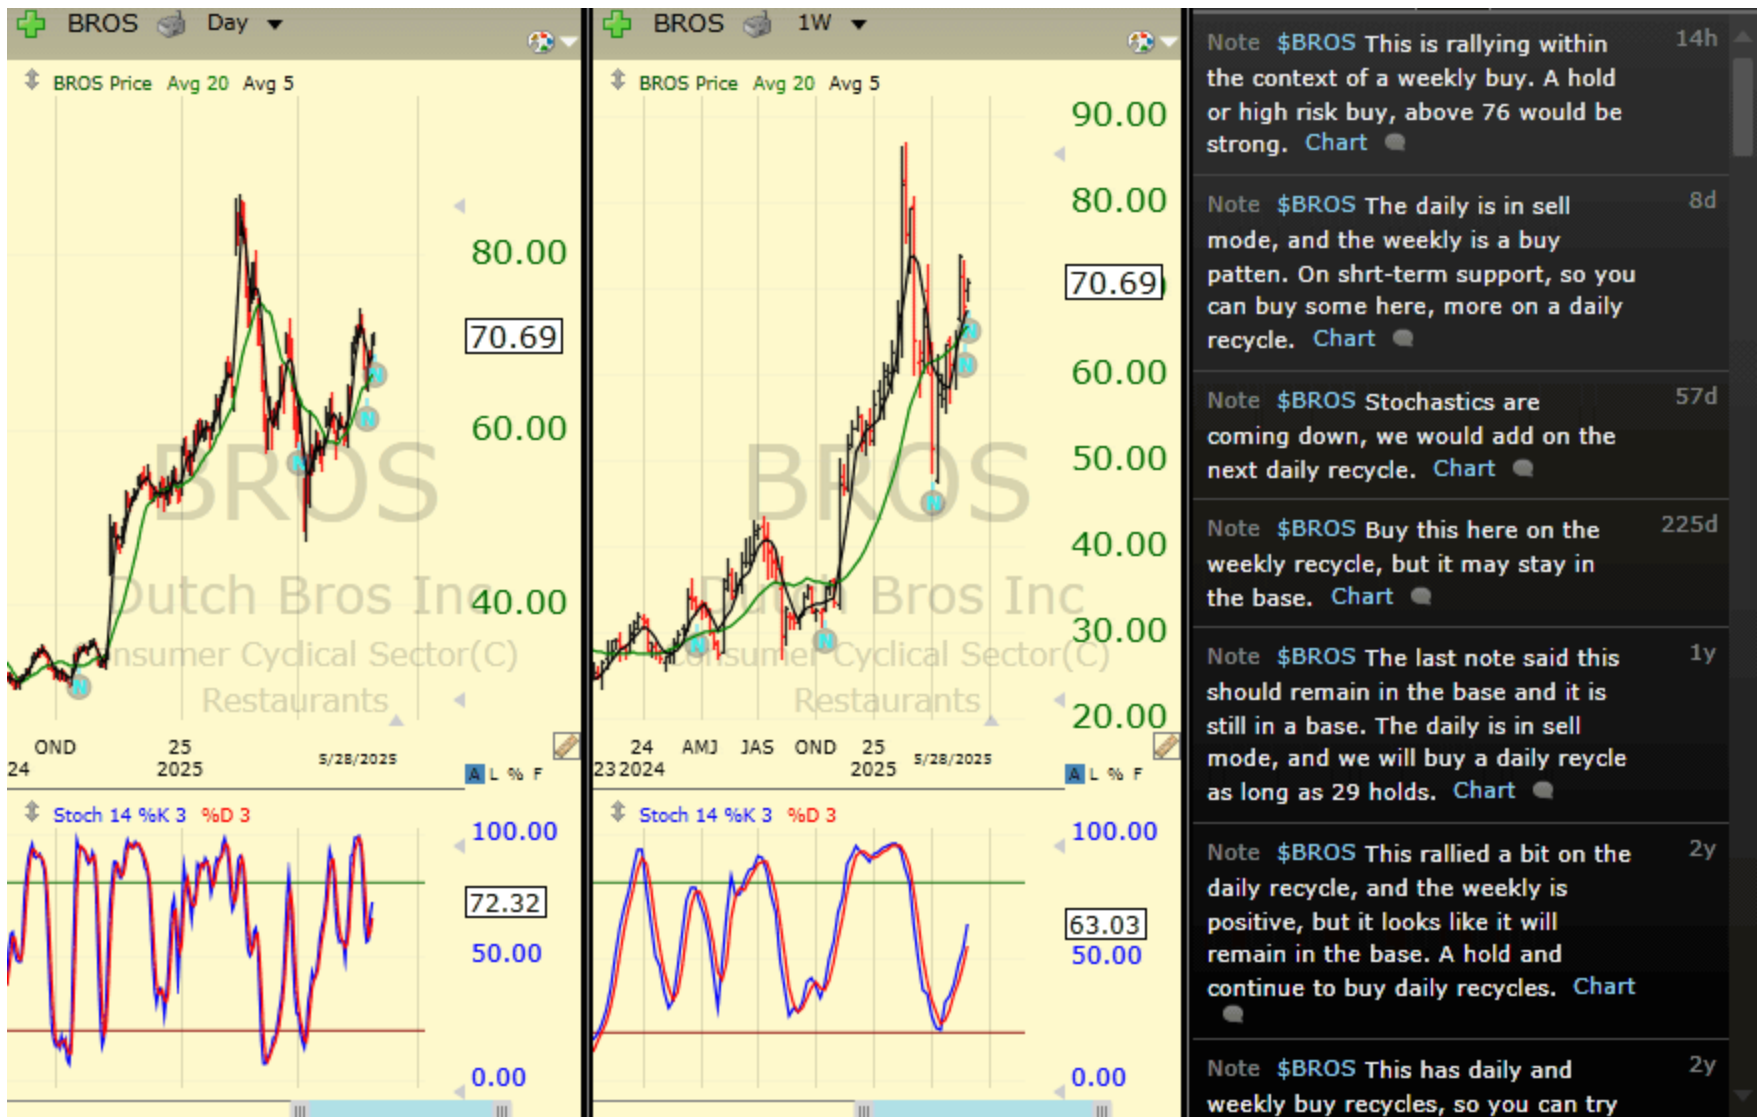 BROS Day
BROS Price Avg 20 Avg 5
80.00
70.69
60.00
40.00
BROS
Dutch Bros Inc
nsumer Cyclical Sector(C)
Restaurants
N
N
N
N
OND 25 5/28/2025
24 2025
A L % F
Stoch 14 %K 3 %D 3
100.00
72.32
50.00
0.00
BROS 1W
BROS Price Avg 20 Avg 5
90.00
80.00
70.69
60.00
50.00
40.00
30.00
20.00
BROS
Dutch Bros Inc
onsumer Cyclical Sector(C)
Restaurants
N
N
N
N
N
24 AMJ JAS OND 25 5/28/2025
23 2024 2025
A L % F
Stoch 14 %K 3 %D 3
100.00
63.03
50.00
0.00
Note $BROS This is rallying within 14h
the context of a weekly buy. A hold
or high risk buy, above 76 would be
strong. Chart
Note $BROS The daily is in sell 8d
mode, and the weekly is a buy
patten. On shrt-term support, so you
can buy some here, more on a daily
recycle. Chart
Note $BROS Stochastics are 57d
coming down, we would add on the
next daily recycle. Chart
Note $BROS Buy this here on the 225d
weekly recycle, but it may stay in
the base. Chart
Note $BROS The last note said this 1y
should remain in the base and it is
still in a base. The daily is in sell
mode, and we will buy a daily reycle
as long as 29 holds. Chart
Note $BROS This rallied a bit on the 2y
daily recycle, and the weekly is
positive, but it looks like it will
remain in the base. A hold and
continue to buy daily recycles. Chart
Note $BROS This has daily and 2y
weekly buy recycles, so you can try